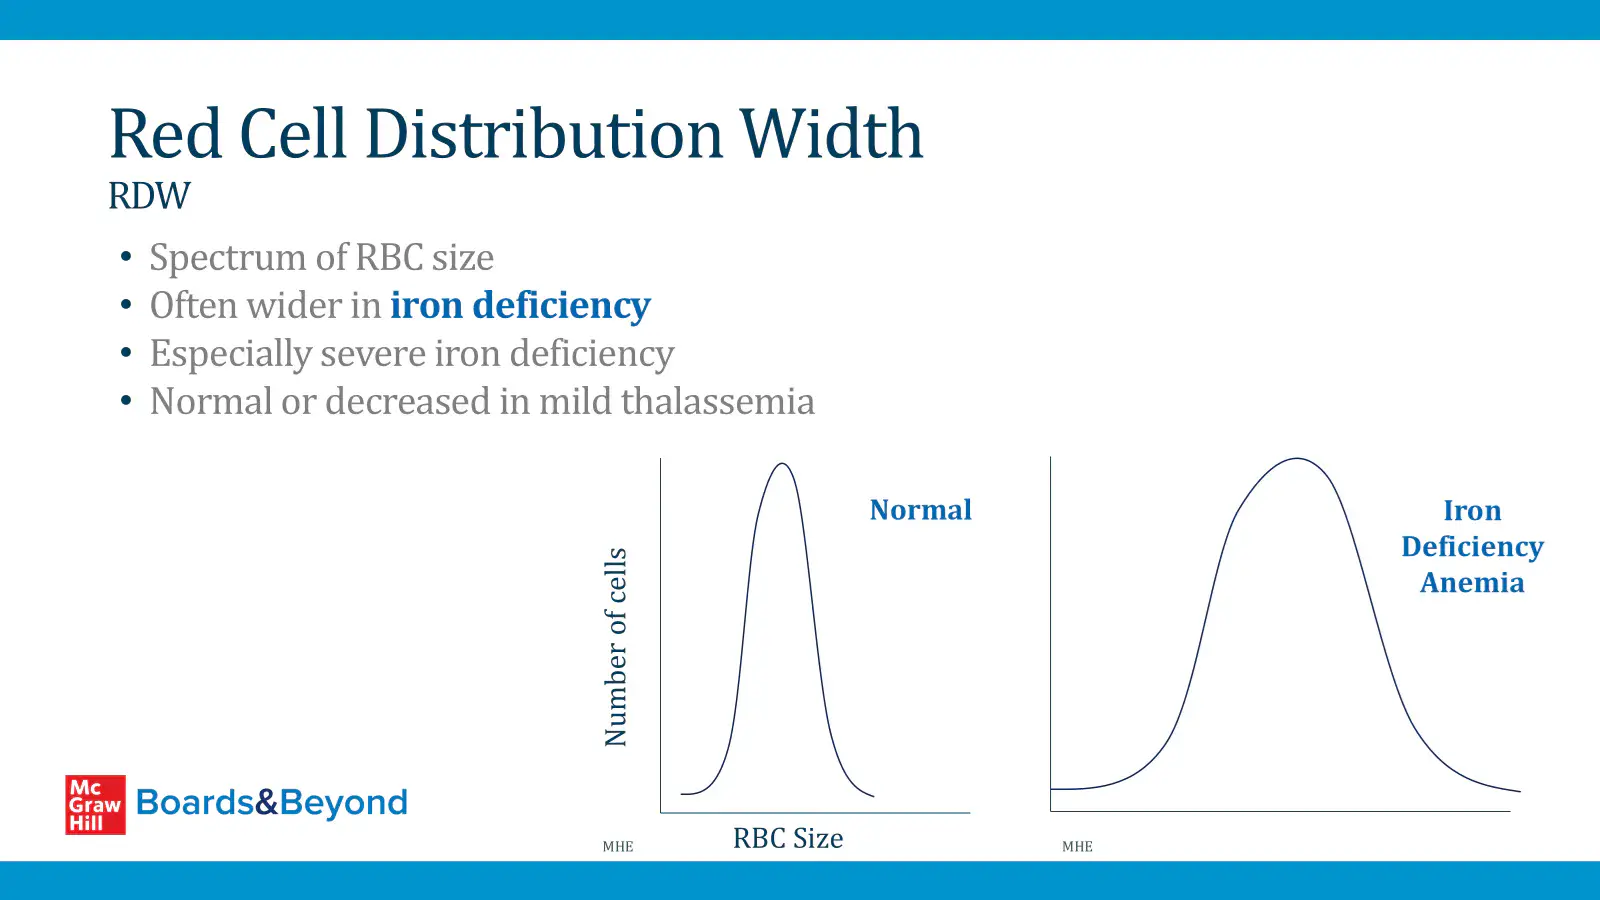 Red Cell Distribution Width
RDW
• Spectrum of RBC size
• Often wider in iron deficiency
• Especially severe iron deficiency
• Normal or decreased in mild thalassemia
Number of cells
Normal
RBC Size
MHE
Iron
Deficiency
Anemia
MHE
Mc
Graw
Hill
Boards&Beyond